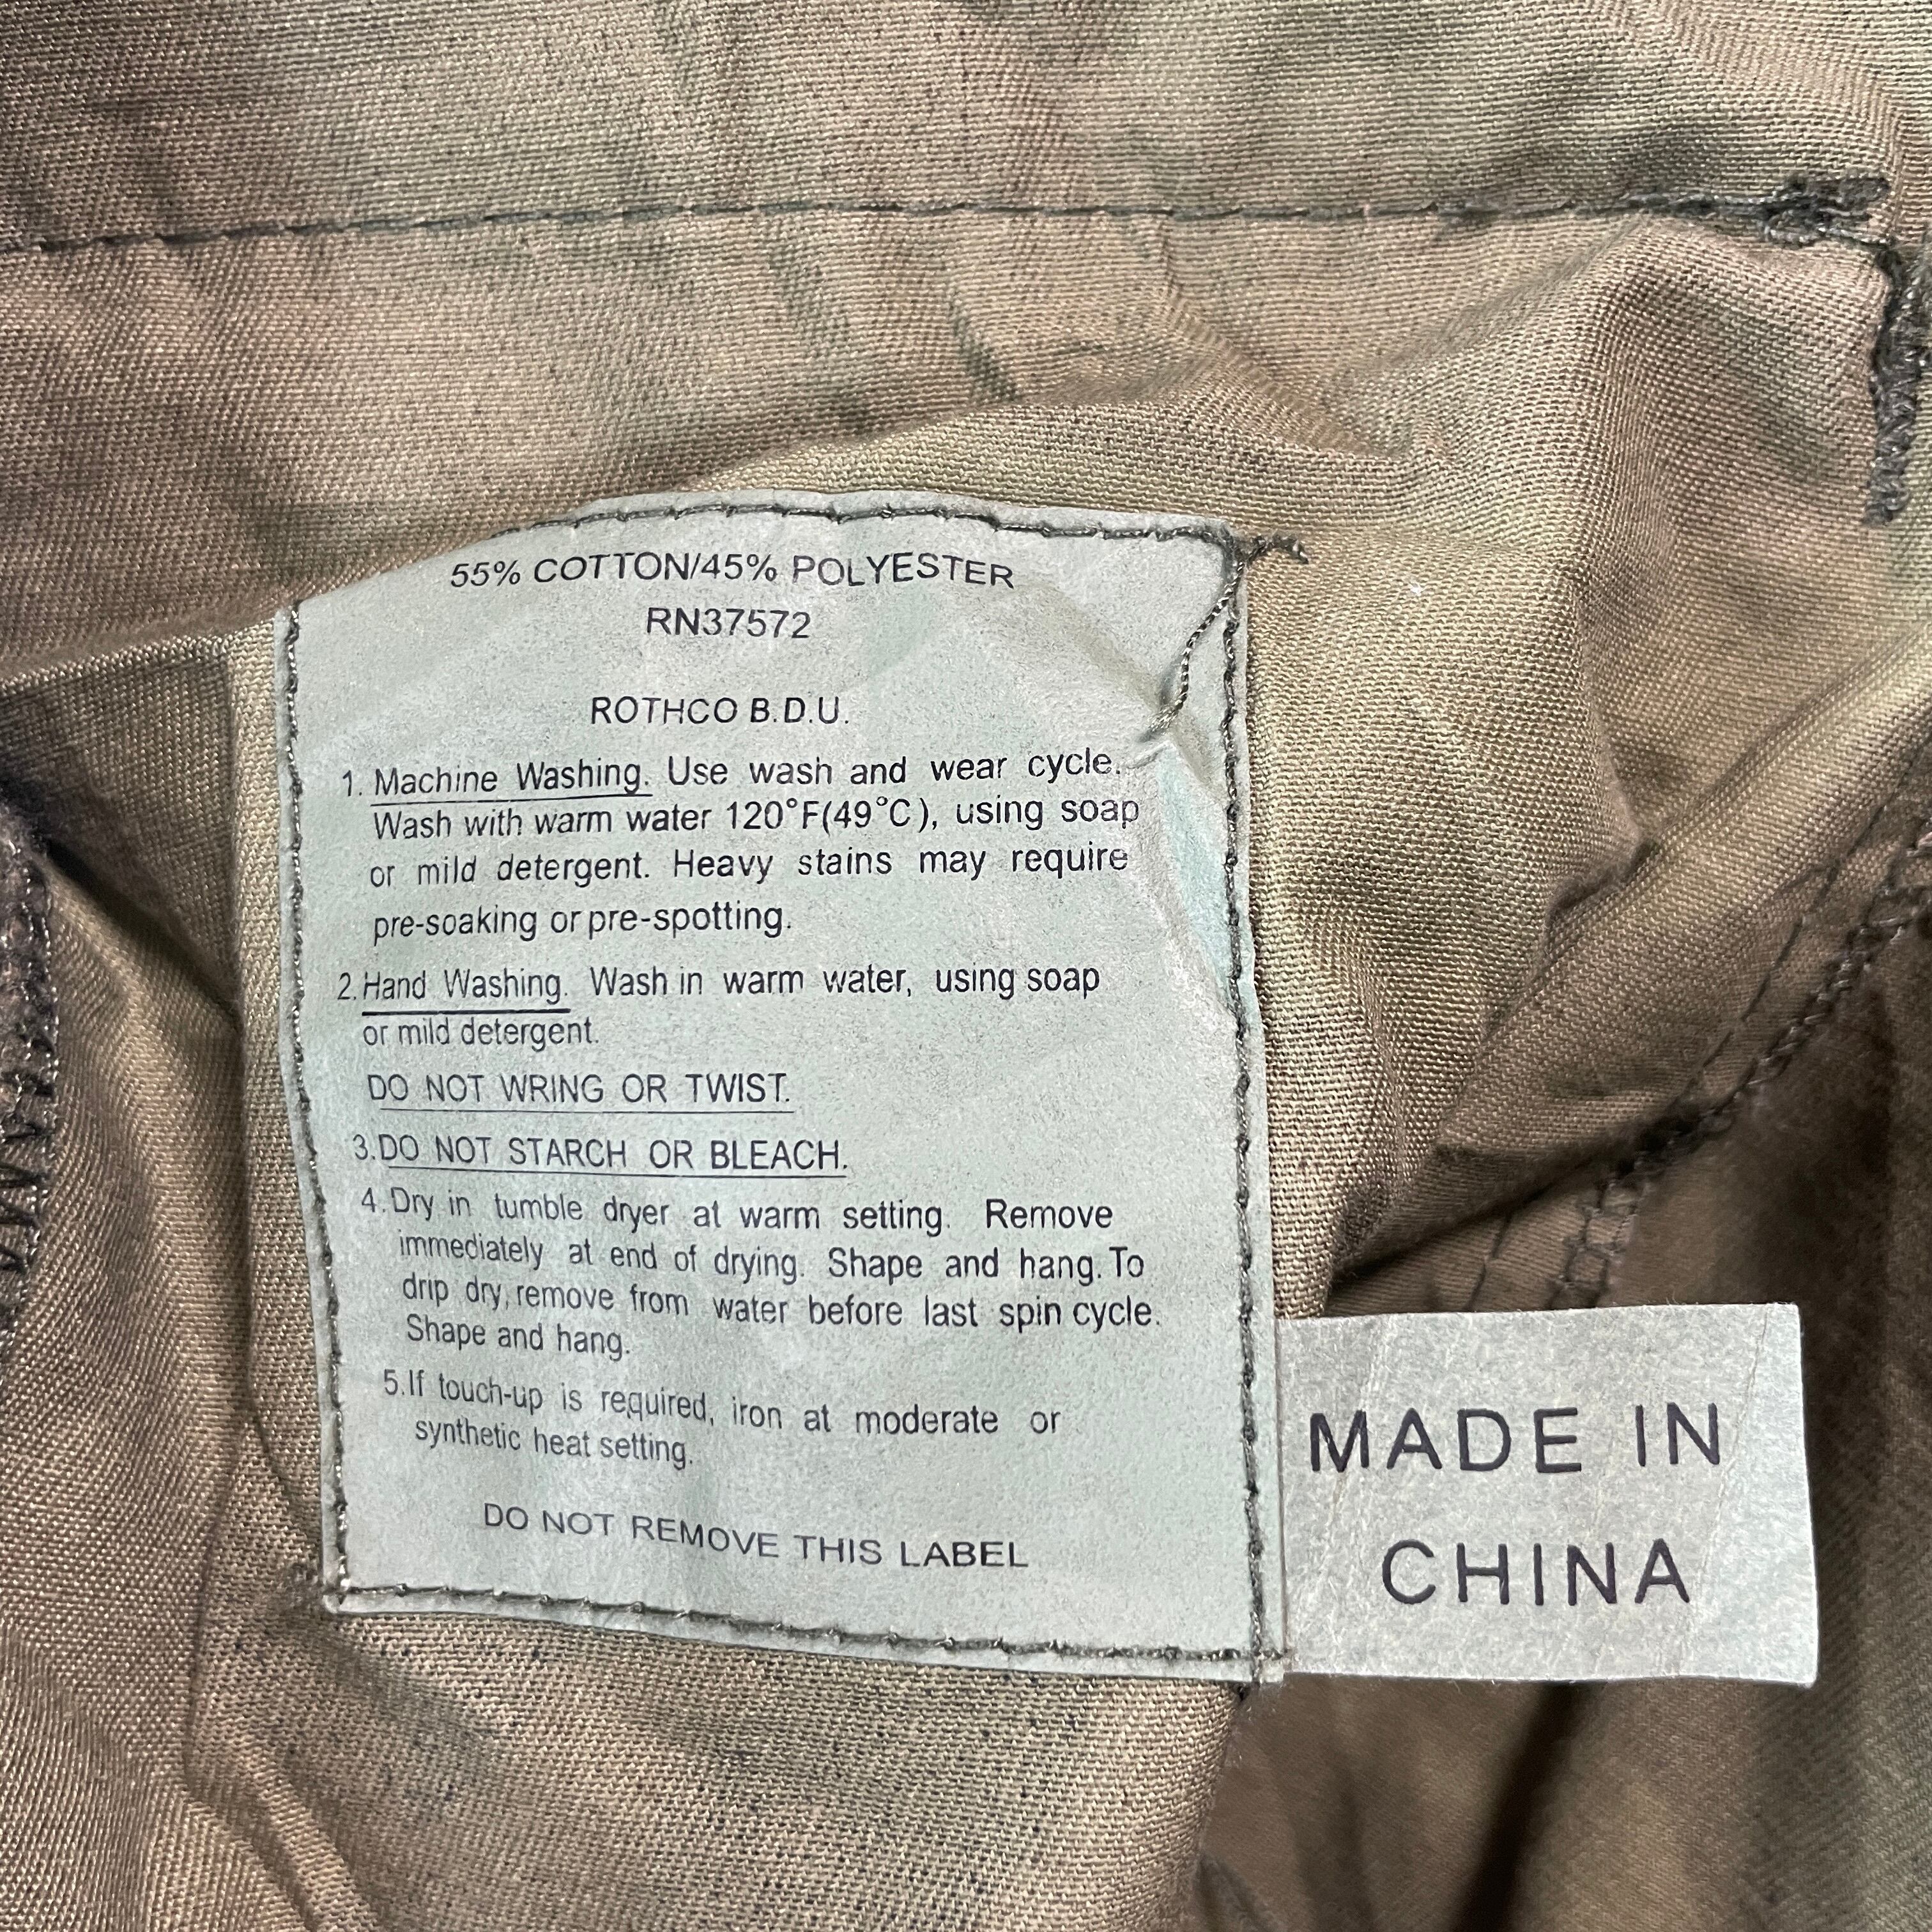 55% COTTON/45% POLYESTER
RN37572
ROTHCO B.D.U.
1. Machine Washing. Use wash and wear cycle.
Wash with warm water 120°F(49°C), using soap
or mild detergent. Heavy stains may require
pre-soaking or pre-spotting.
2. Hand Washing. Wash in warm water, using soap
or mild detergent.
DO NOT WRING OR TWIST.
3. DO NOT STARCH OR BLEACH.
4. Dry in tumble dryer at warm setting. Remove
immediately at end of drying. Shape and hang. To
drip dry, remove from water before last spin cycle.
Shape and hang.
5. If touch-up is required, iron at moderate or
synthetic heat setting.
DO NOT REMOVE THIS LABEL
MADE IN
CHINA